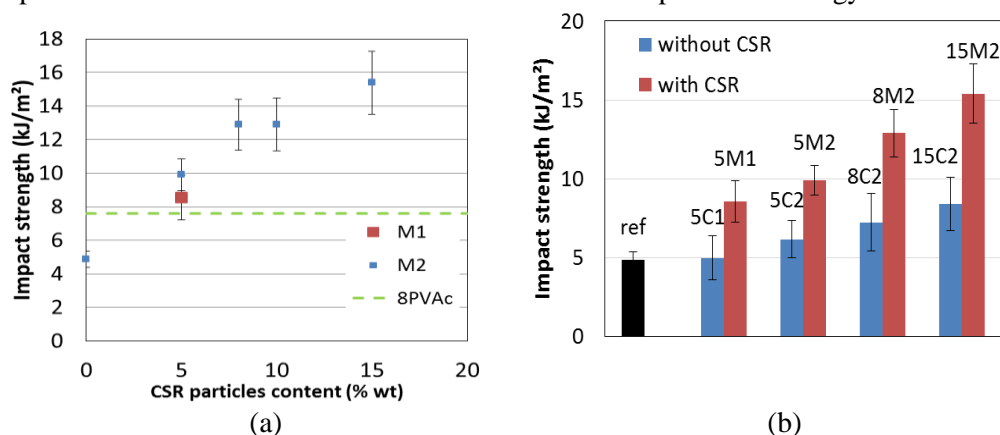 Impact strength (kJ/m²)
18
16
14
12
10
8
6
4
2
0
0
5
10
15
20
M1
M2
8PVAc
CSR particles content (% wt)
(a)
Impact strength (kJ/m²)
20
15
10
5
0
without CSR
with CSR
ref
5C1
5M1
5C2
5M2
8C2
8M2
15C2
15M2
(b)